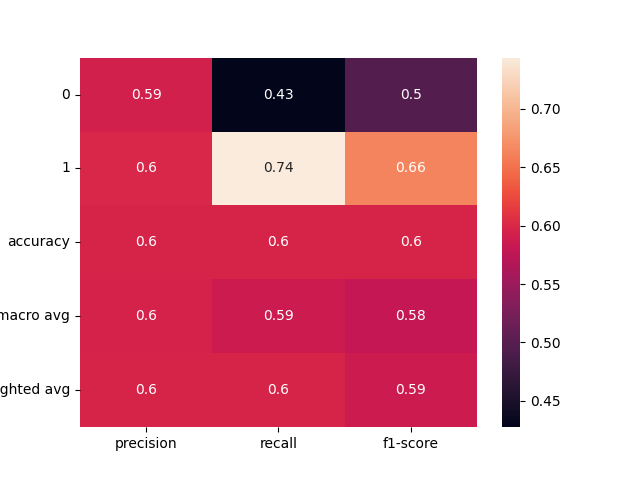 0 0.59 0.43 0.5
1 0.6 0.74 0.66
accuracy 0.6 0.6 0.6
macro avg 0.6 0.59 0.58
ghted avg 0.6 0.6 0.59
precision recall f1-score
0.70
0.65
0.60
0.55
0.50
0.45